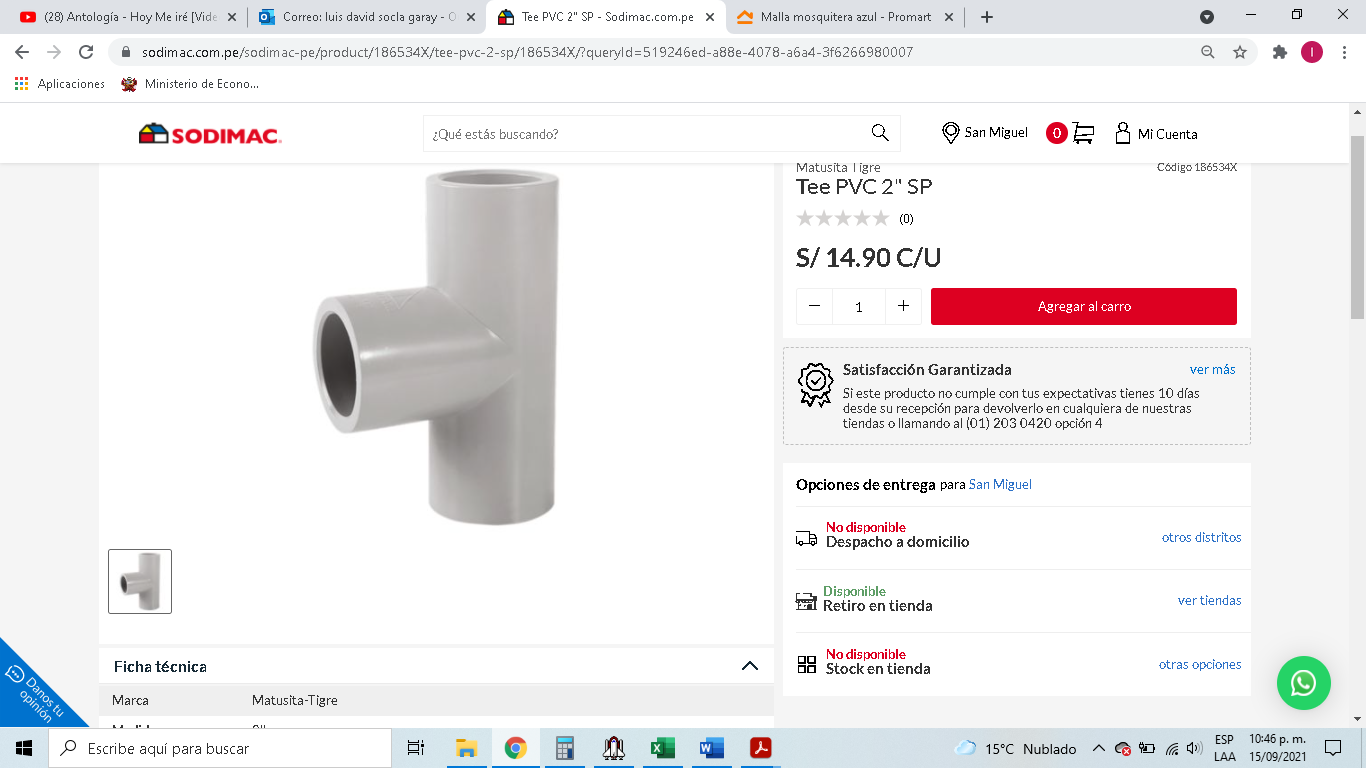 (28) Antología - Hoy Me iré [Vide
Correo: luis david socla garay - O
Tee PVC 2" SP - Sodimac.com.pe
Malla mosquitera azul - Promart
sodimac.com.pe/sodimac-pe/product/186534X/tee-pvc-2-sp/186534X/?queryId=519246ed-a88e-4078-a6a4-3f6266980007
I
Aplicaciones
Ministerio de Econo...
SODIMAC
¿Qué estás buscando?
San Miguel
0
Mi Cuenta
Matusita Tigre
Código 186534X
Tee PVC 2" SP
(0)
S/ 14.90 C/U
1
Agregar al carro
Satisfacción Garantizada
ver más
Si este producto no cumple con tus expectativas tienes 10 días
desde su recepción para devolverlo en cualquiera de nuestras
tiendas o llamando al (01) 203 0420 opción 4
Opciones de entrega para San Miguel
No disponible
Despacho a domicilio
otros distritos
Disponible
Retiro en tienda
ver tiendas
No disponible
Stock en tienda
otras opciones
Ficha técnica
Marca
Matusita-Tigre
Danos tu
opinión
Escribe aquí para buscar
15°C Nublado
ESP
LAA
10:46 p. m.
15/09/2021